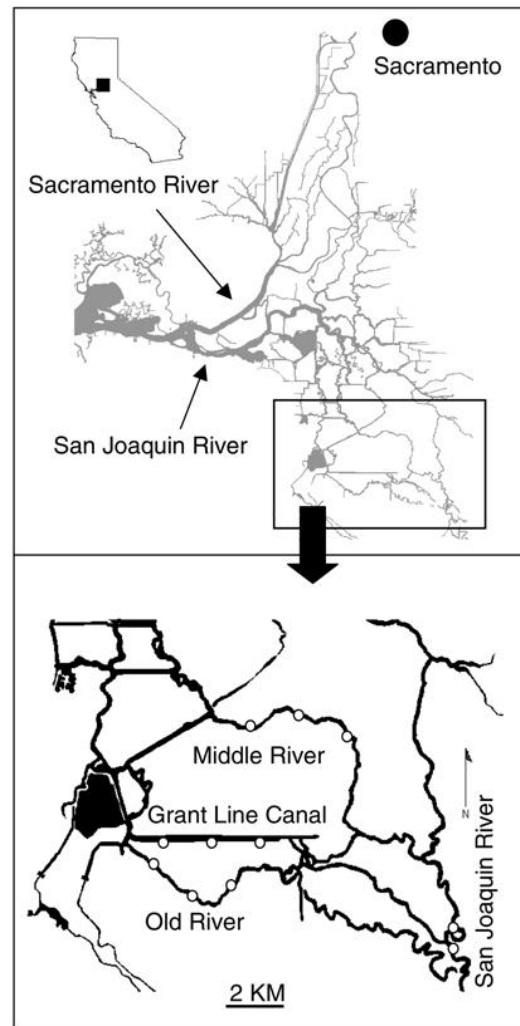 Sacramento
Sacramento River
San Joaquin River
Middle River
Grant Line Canal
N
Old River
San Joaquin River
2 KM